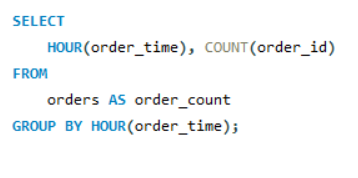 SELECT
    HOUR(order_time), COUNT(order_id)
FROM
    orders AS order_count
GROUP BY HOUR(order_time);